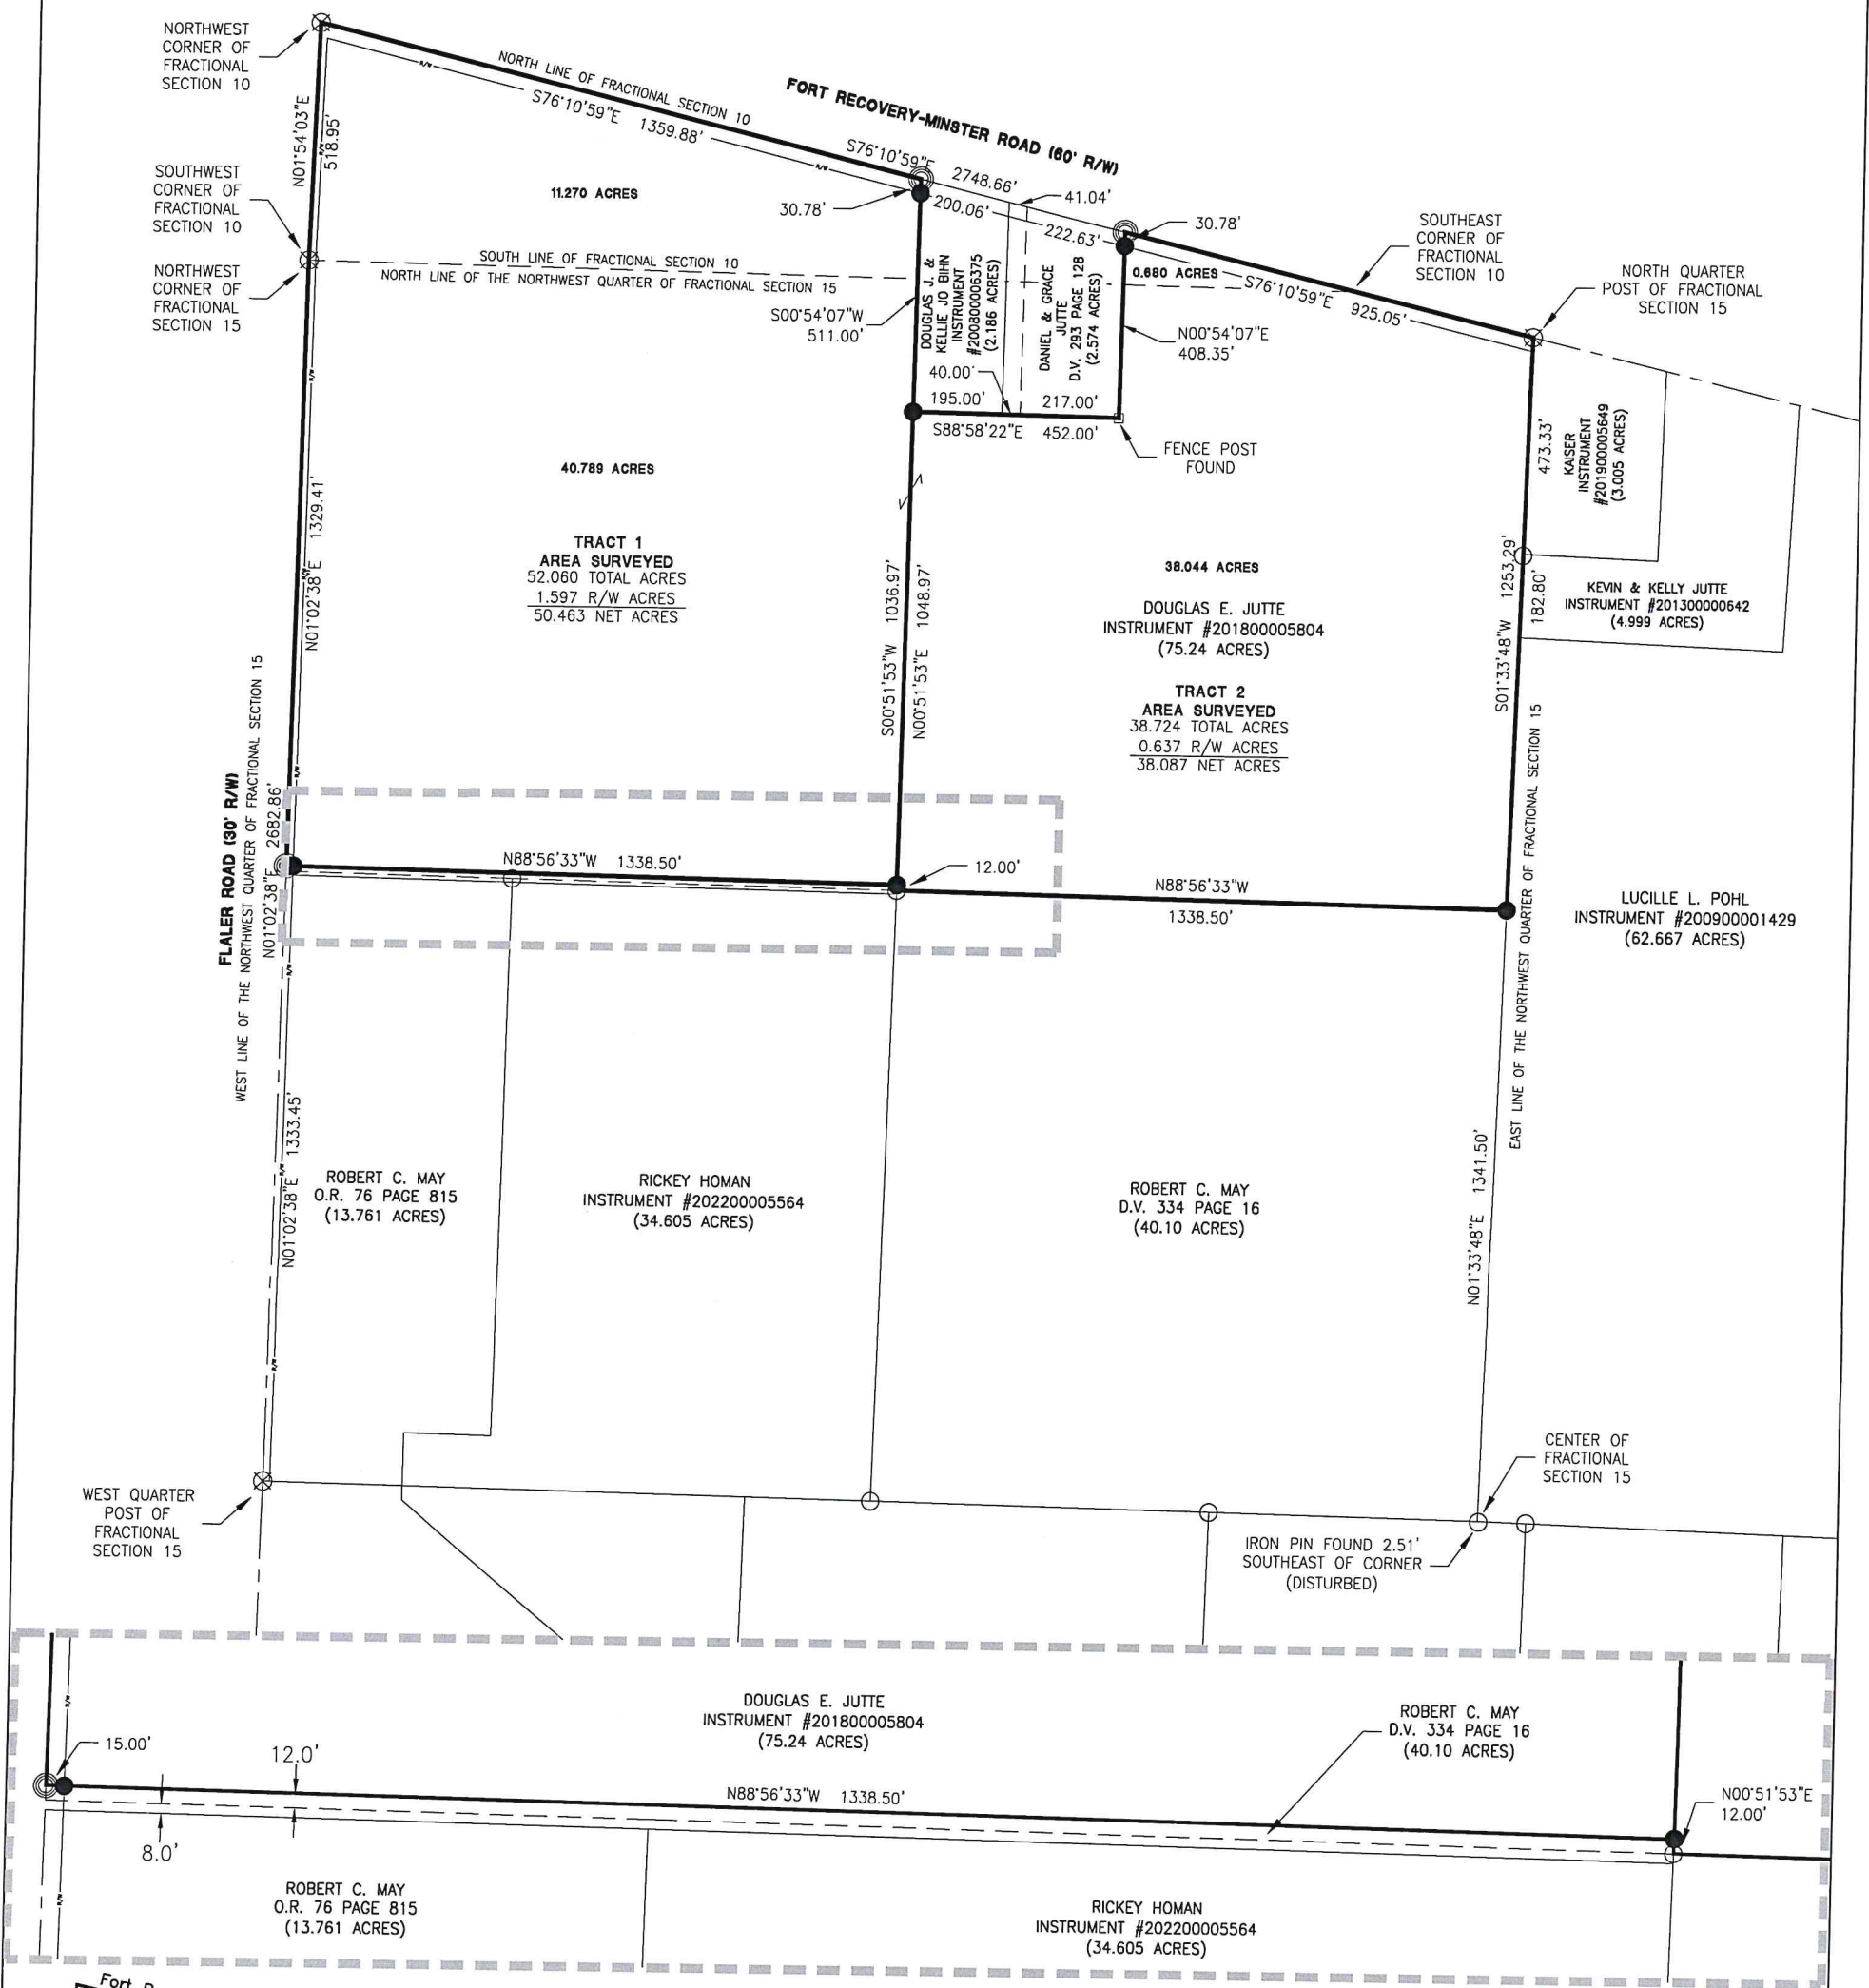 NORTHWEST
CORNER OF
FRACTIONAL
SECTION 10
NORTH LINE OF FRACTIONAL SECTION 10
S76°10'59"E 1359.88'
FORT RECOVERY-MINSTER ROAD (60' R/W)
S76°10'59"E 2748.66'
N01°54'03"E
518.95'
SOUTHWEST
CORNER OF
FRACTIONAL
SECTION 10
NORTHWEST
CORNER OF
FRACTIONAL
SECTION 15
11.270 ACRES
30.78'
200.06'
41.04'
222.63'
30.78'
SOUTHEAST
CORNER OF
FRACTIONAL
SECTION 10
NORTH QUARTER
POST OF FRACTIONAL
SECTION 15
SOUTH LINE OF FRACTIONAL SECTION 10
NORTH LINE OF THE NORTHWEST QUARTER OF FRACTIONAL SECTION 15
0.680 ACRES
S76°10'59"E 925.05'
S00°54'07"W
511.00'
DOUGLAS J. &
KELLIE JO BIHN
INSTRUMENT
#200800006375
(2.186 ACRES)
DANIEL & GRACE
JUTTE
D.V. 293 PAGE 128
(2.574 ACRES)
N00°54'07"E
408.35'
40.00'
195.00'
217.00'
S88°58'22"E 452.00'
FENCE POST
FOUND
473.33'
KAISER
INSTRUMENT
#201900005649
(3.005 ACRES)
40.789 ACRES
N01°02'38"E 1329.41'
TRACT 1
AREA SURVEYED
52.060 TOTAL ACRES
1.597 R/W ACRES
50.463 NET ACRES
S00°51'53"W 1036.97'
N00°51'53"E 1048.97'
38.044 ACRES
DOUGLAS E. JUTTE
INSTRUMENT #201800005804
(75.24 ACRES)
TRACT 2
AREA SURVEYED
38.724 TOTAL ACRES
0.637 R/W ACRES
38.087 NET ACRES
S01°33'48"W 1253.29'
182.80'
KEVIN & KELLY JUTTE
INSTRUMENT #201300000642
(4.999 ACRES)
FLALER ROAD (30' R/W)
WEST LINE OF THE NORTHWEST QUARTER OF FRACTIONAL SECTION 15
N01°02'38"E 2682.86'
N88°56'33"W 1338.50'
12.00'
N88°56'33"W
1338.50'
EAST LINE OF THE NORTHWEST QUARTER OF FRACTIONAL SECTION 15
LUCILLE L. POHL
INSTRUMENT #200900001429
(62.667 ACRES)
N01°02'38"E 1333.45'
ROBERT C. MAY
O.R. 76 PAGE 815
(13.761 ACRES)
RICKEY HOMAN
INSTRUMENT #202200005564
(34.605 ACRES)
ROBERT C. MAY
D.V. 334 PAGE 16
(40.10 ACRES)
N01°33'48"E 1341.50'
WEST QUARTER
POST OF
FRACTIONAL
SECTION 15
CENTER OF
FRACTIONAL
SECTION 15
IRON PIN FOUND 2.51'
SOUTHEAST OF CORNER
(DISTURBED)
DOUGLAS E. JUTTE
INSTRUMENT #201800005804
(75.24 ACRES)
ROBERT C. MAY
D.V. 334 PAGE 16
(40.10 ACRES)
15.00'
12.0'
N88°56'33"W 1338.50'
N00°51'53"E
12.00'
8.0'
ROBERT C. MAY
O.R. 76 PAGE 815
(13.761 ACRES)
RICKEY HOMAN
INSTRUMENT #202200005564
(34.605 ACRES)
Fort